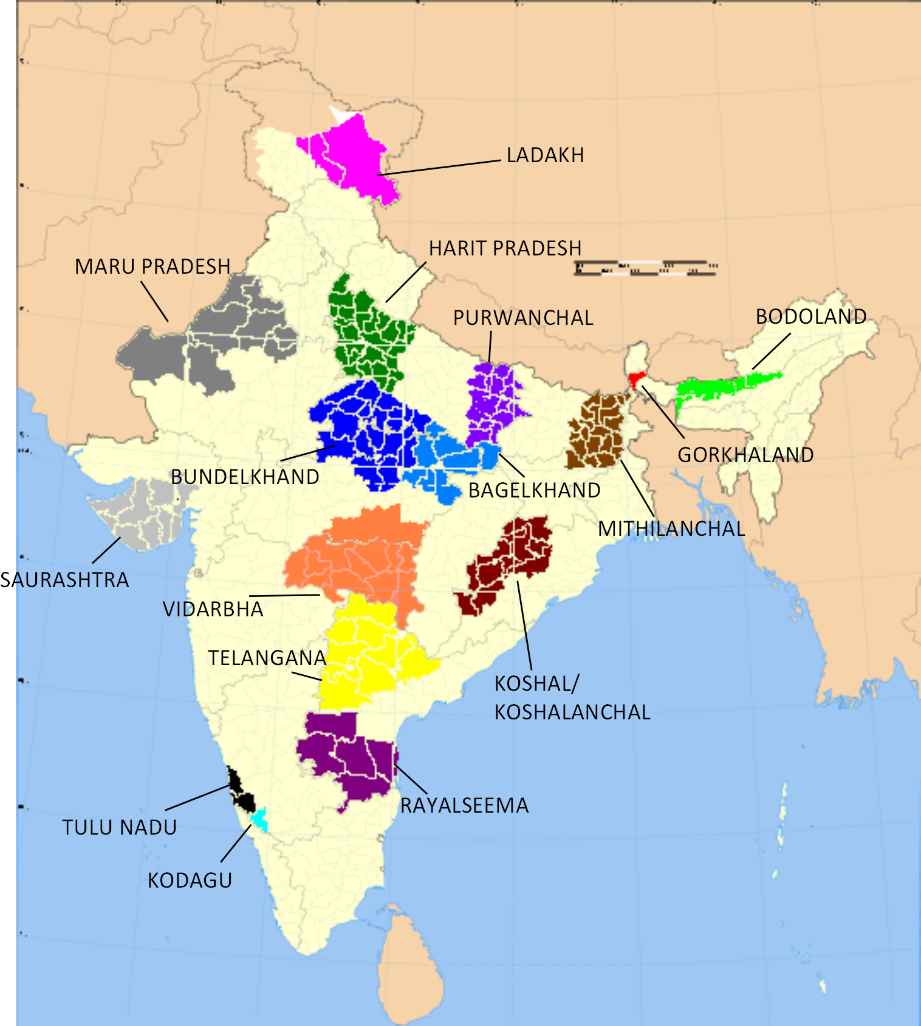 LADAKH
HARIT PRADESH
MARU PRADESH
PURWANCHAL
BODOLAND
GORKHALAND
BUNDELKHAND
BAGELKHAND
MITHILANCHAL
SAURASHTRA
VIDARBHA
TELANGANA
KOSHAL/
KOSHALANCHAL
RAYALSEEMA
TULU NADU
KODAGU